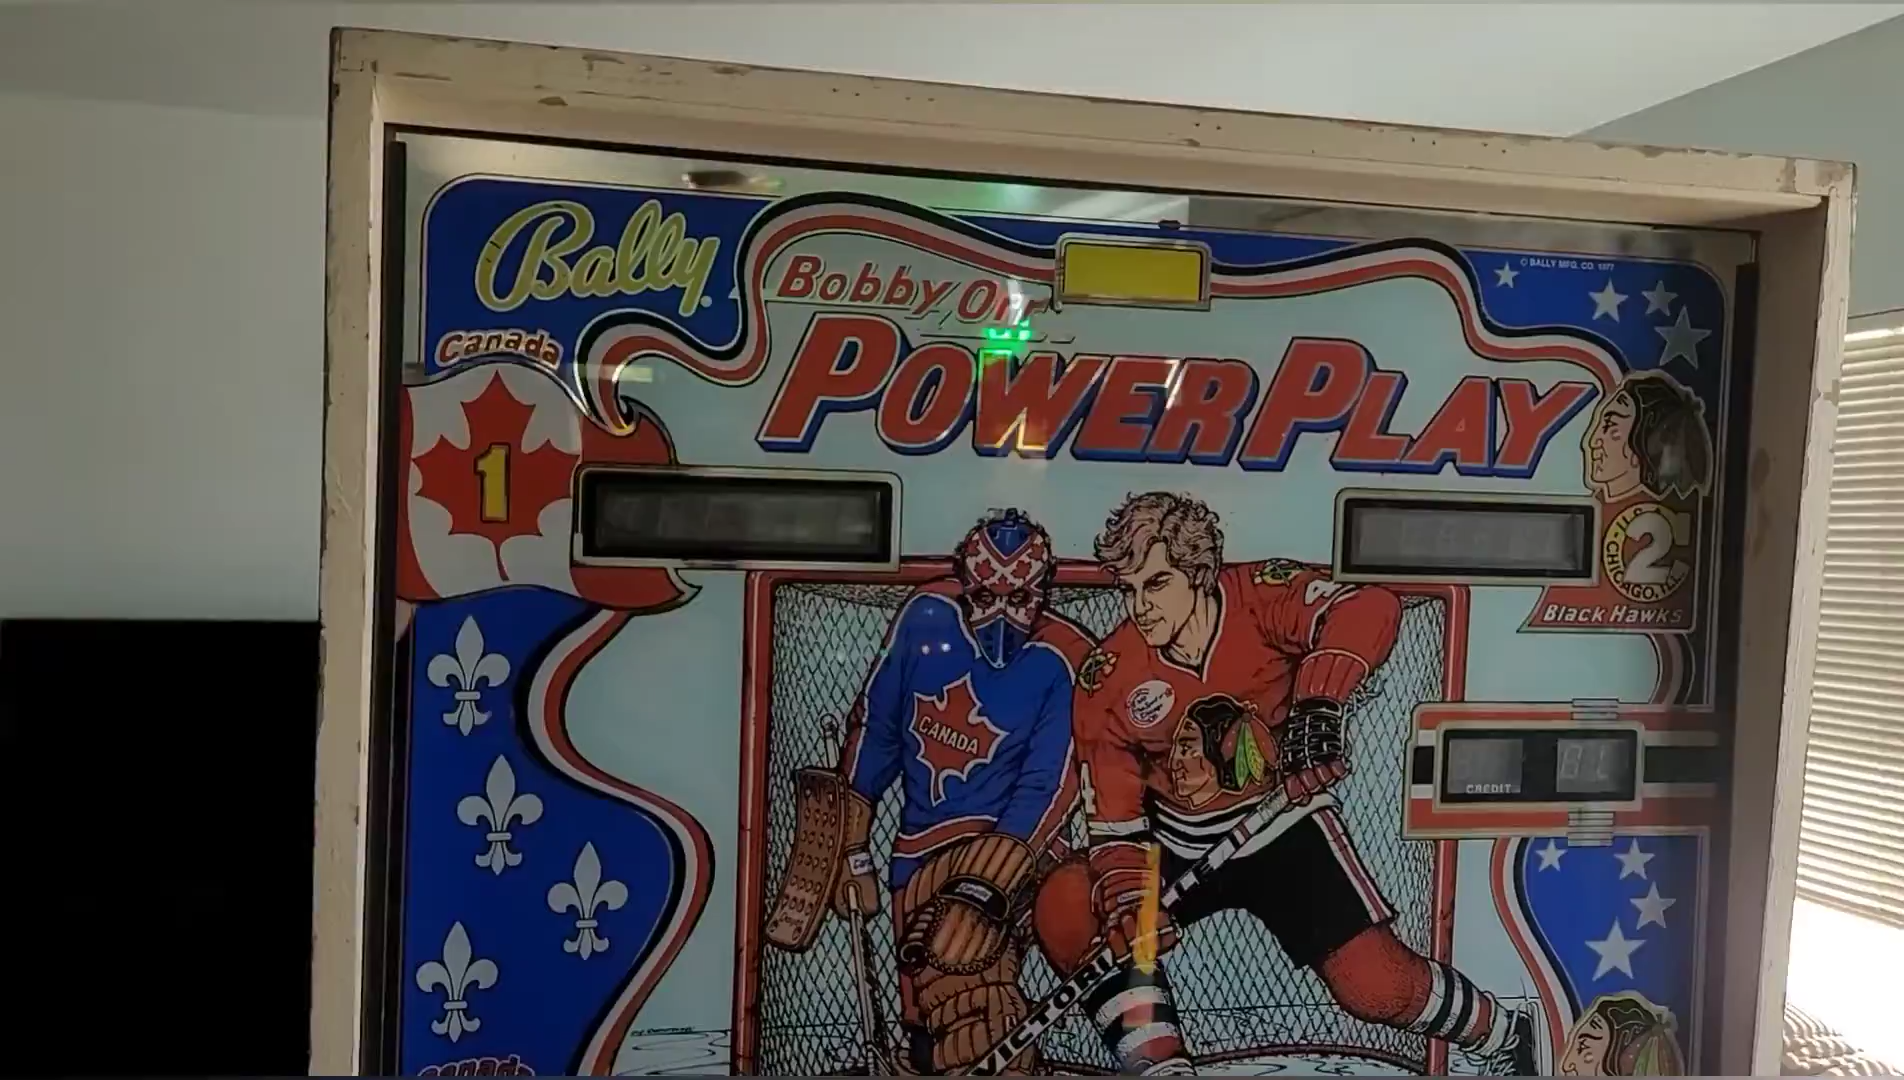 Bally
© BALLY MFG. CO. 1977
Bobby Orr
Canada
POWER PLAY
1
2
CHICAGO, ILL.
Black Hawks
CANADA
CREDIT
VICTORI
Canada